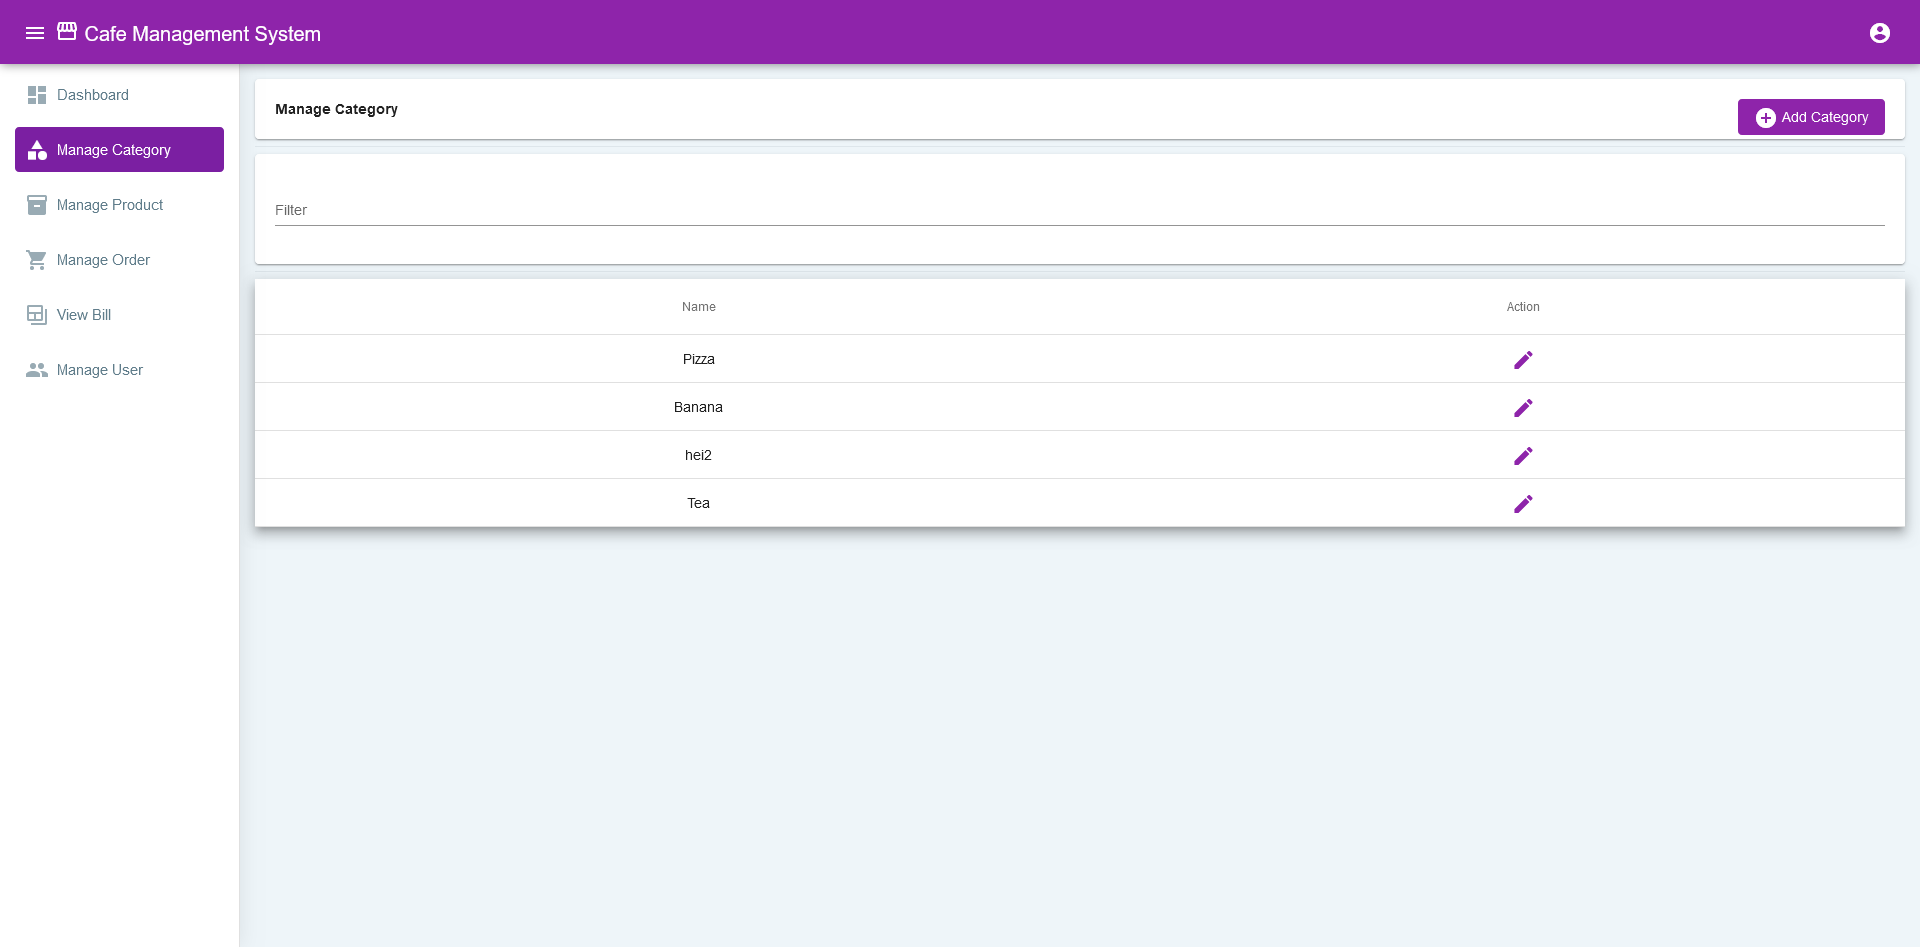 Cafe Management System
Dashboard
Manage Category
Manage Product
Manage Order
View Bill
Manage User
Manage Category
Add Category
Filter
Name Action
Pizza
Banana
hei2
Tea